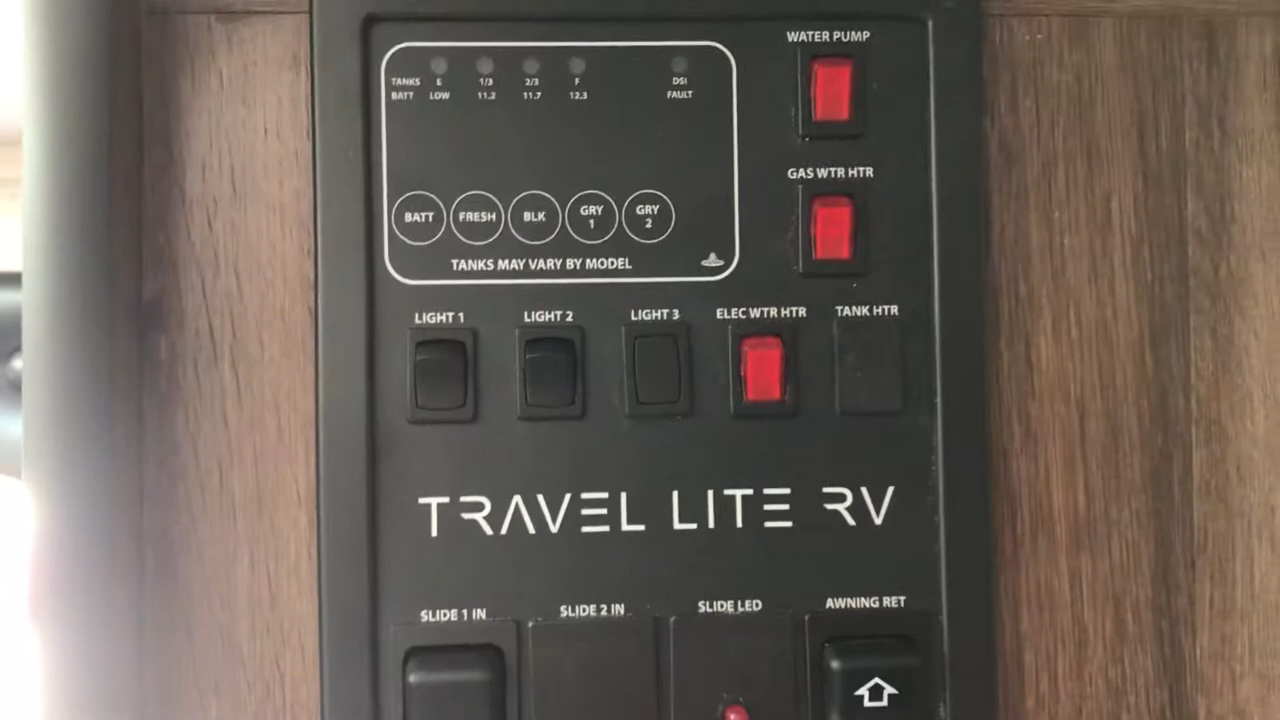 WATER PUMP
TANKS E 1/3 2/3 F DSI
BATT LOW 11.2 11.7 12.3 FAULT
GAS WTR HTR
BATT FRESH BLK GRY 1 GRY 2
TANKS MAY VARY BY MODEL
LIGHT 1 LIGHT 2 LIGHT 3 ELEC WTR HTR TANK HTR
TRAVEL LITE RV
SLIDE 1 IN SLIDE 2 IN SLIDE LED AWNING RET